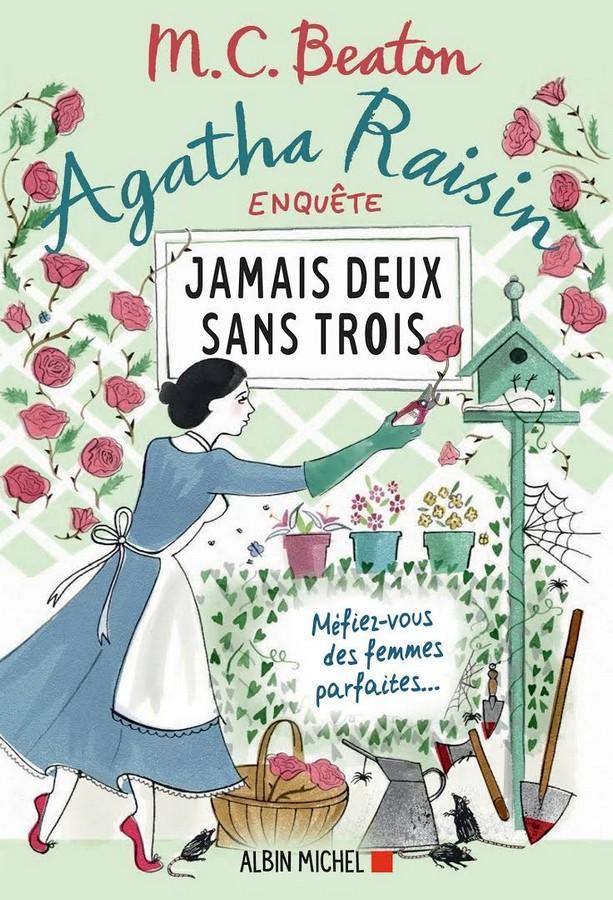 M.C. Beaton
Agatha Raisin
ENQUÊTE
JAMAIS DEUX
SANS TROIS
Méfiez-vous
des femmes
parfaites...
ALBIN MICHEL